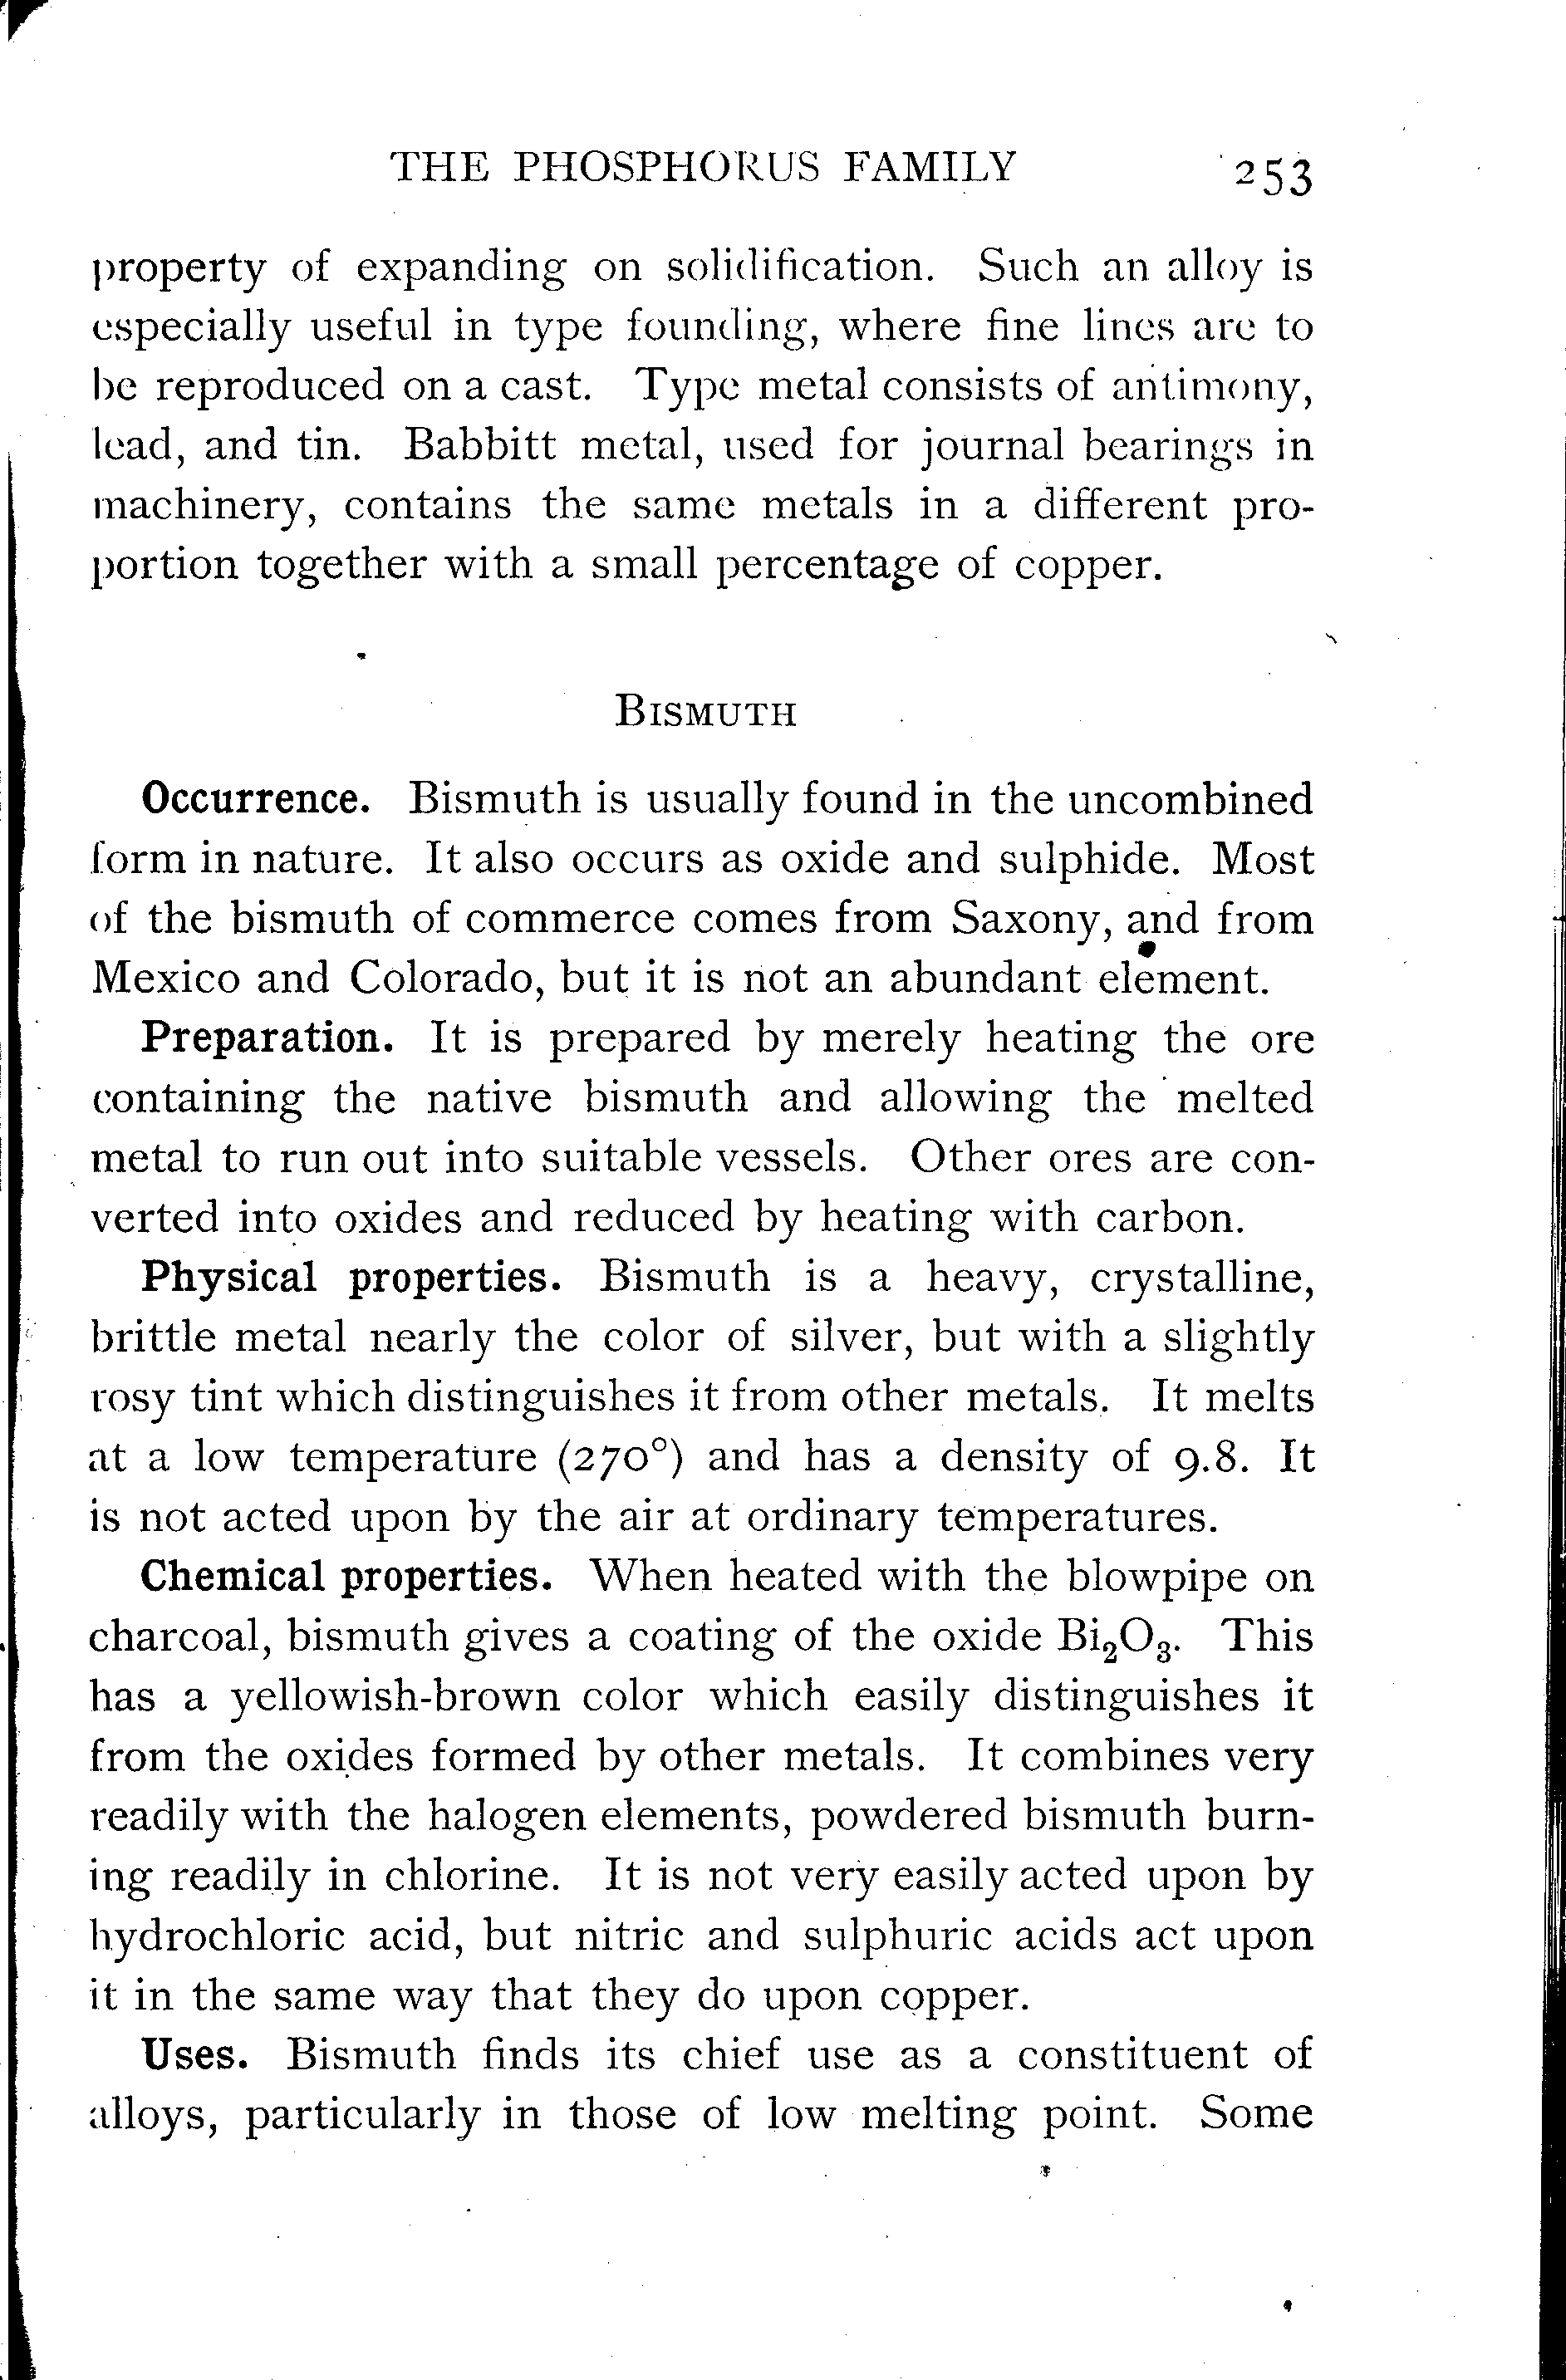 THE PHOSPHORUS FAMILY 253
property of expanding on solidification. Such an alloy is
especially useful in type founding, where fine lines are to
be reproduced on a cast. Type metal consists of antimony,
lead, and tin. Babbitt metal, used for journal bearings in
machinery, contains the same metals in a different pro-
portion together with a small percentage of copper.
BISMUTH
Occurrence. Bismuth is usually found in the uncombined
form in nature. It also occurs as oxide and sulphide. Most
of the bismuth of commerce comes from Saxony, and from
Mexico and Colorado, but it is not an abundant element.
Preparation. It is prepared by merely heating the ore
containing the native bismuth and allowing the melted
metal to run out into suitable vessels. Other ores are con-
verted into oxides and reduced by heating with carbon.
Physical properties. Bismuth is a heavy, crystalline,
brittle metal nearly the color of silver, but with a slightly
rosy tint which distinguishes it from other metals. It melts
at a low temperature (270°) and has a density of 9.8. It
is not acted upon by the air at ordinary temperatures.
Chemical properties. When heated with the blowpipe on
charcoal, bismuth gives a coating of the oxide Bi₂O₃. This
has a yellowish-brown color which easily distinguishes it
from the oxides formed by other metals. It combines very
readily with the halogen elements, powdered bismuth burn-
ing readily in chlorine. It is not very easily acted upon by
hydrochloric acid, but nitric and sulphuric acids act upon
it in the same way that they do upon copper.
Uses. Bismuth finds its chief use as a constituent of
alloys, particularly in those of low melting point. Some